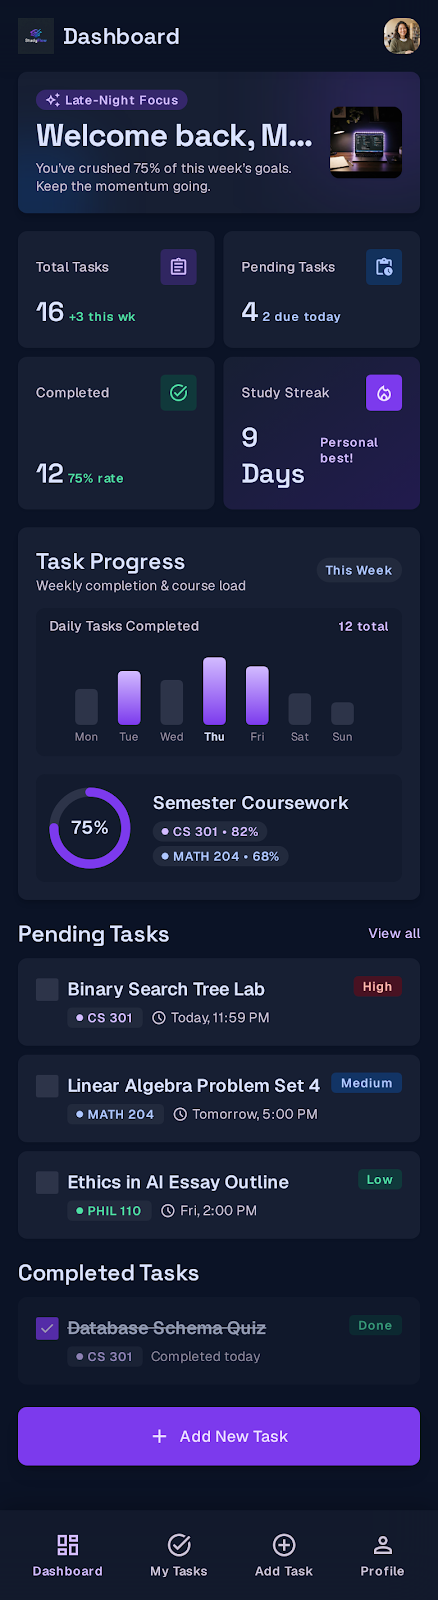 StudyFlow
Dashboard
Late-Night Focus
Welcome back, M...
You've crushed 75% of this week's goals.
Keep the momentum going.
Total Tasks
16 +3 this wk
Pending Tasks
4 2 due today
Completed
12 75% rate
Study Streak
9
Days
Personal
best!
Task Progress
Weekly completion & course load
This Week
Daily Tasks Completed
12 total
Mon Tue Wed Thu Fri Sat Sun
75%
Semester Coursework
CS 301 • 82%
MATH 204 • 68%
Pending Tasks
View all
Binary Search Tree Lab
High
CS 301
Today, 11:59 PM
Linear Algebra Problem Set 4
Medium
MATH 204
Tomorrow, 5:00 PM
Ethics in AI Essay Outline
Low
PHIL 110
Fri, 2:00 PM
Completed Tasks
Database Schema Quiz
Done
CS 301
Completed today
+ Add New Task
Dashboard
My Tasks
Add Task
Profile